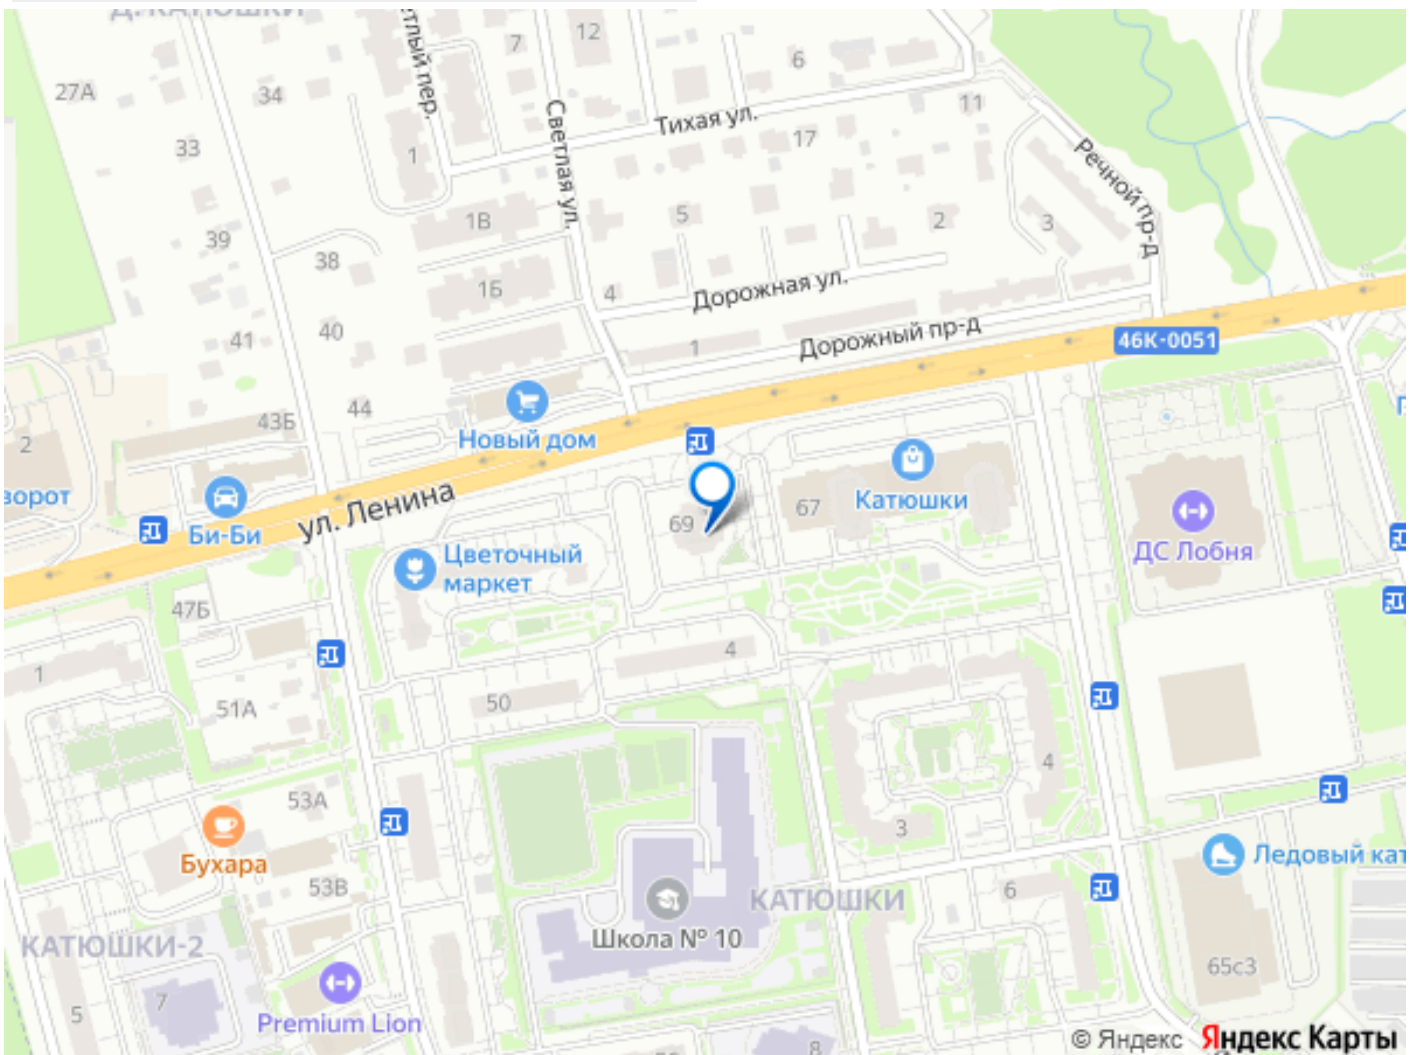 Д. КАТЮШКИ
тлый пер.
7
12
6
27А
34
Светлая ул.
Тихая ул.
11
33
1
17
Речной пр-д
1В
5
2
3
39
38
1Б
4
Дорожная ул.
41
40
1
Дорожный пр-д
46К-0051
44
43Б
Новый дом
2
ворот
Би-Би
ул. Ленина
69
67
Катюшки
ДС Лобня
Цветочный
маркет
47Б
1
4
50
51А
4
53А
3
Бухара
Ледовый кат
53В
КАТЮШКИ
6
Школа № 10
КАТЮШКИ-2
65с3
7
5
Premium Lion
8
© Яндекс Яндекс Карты